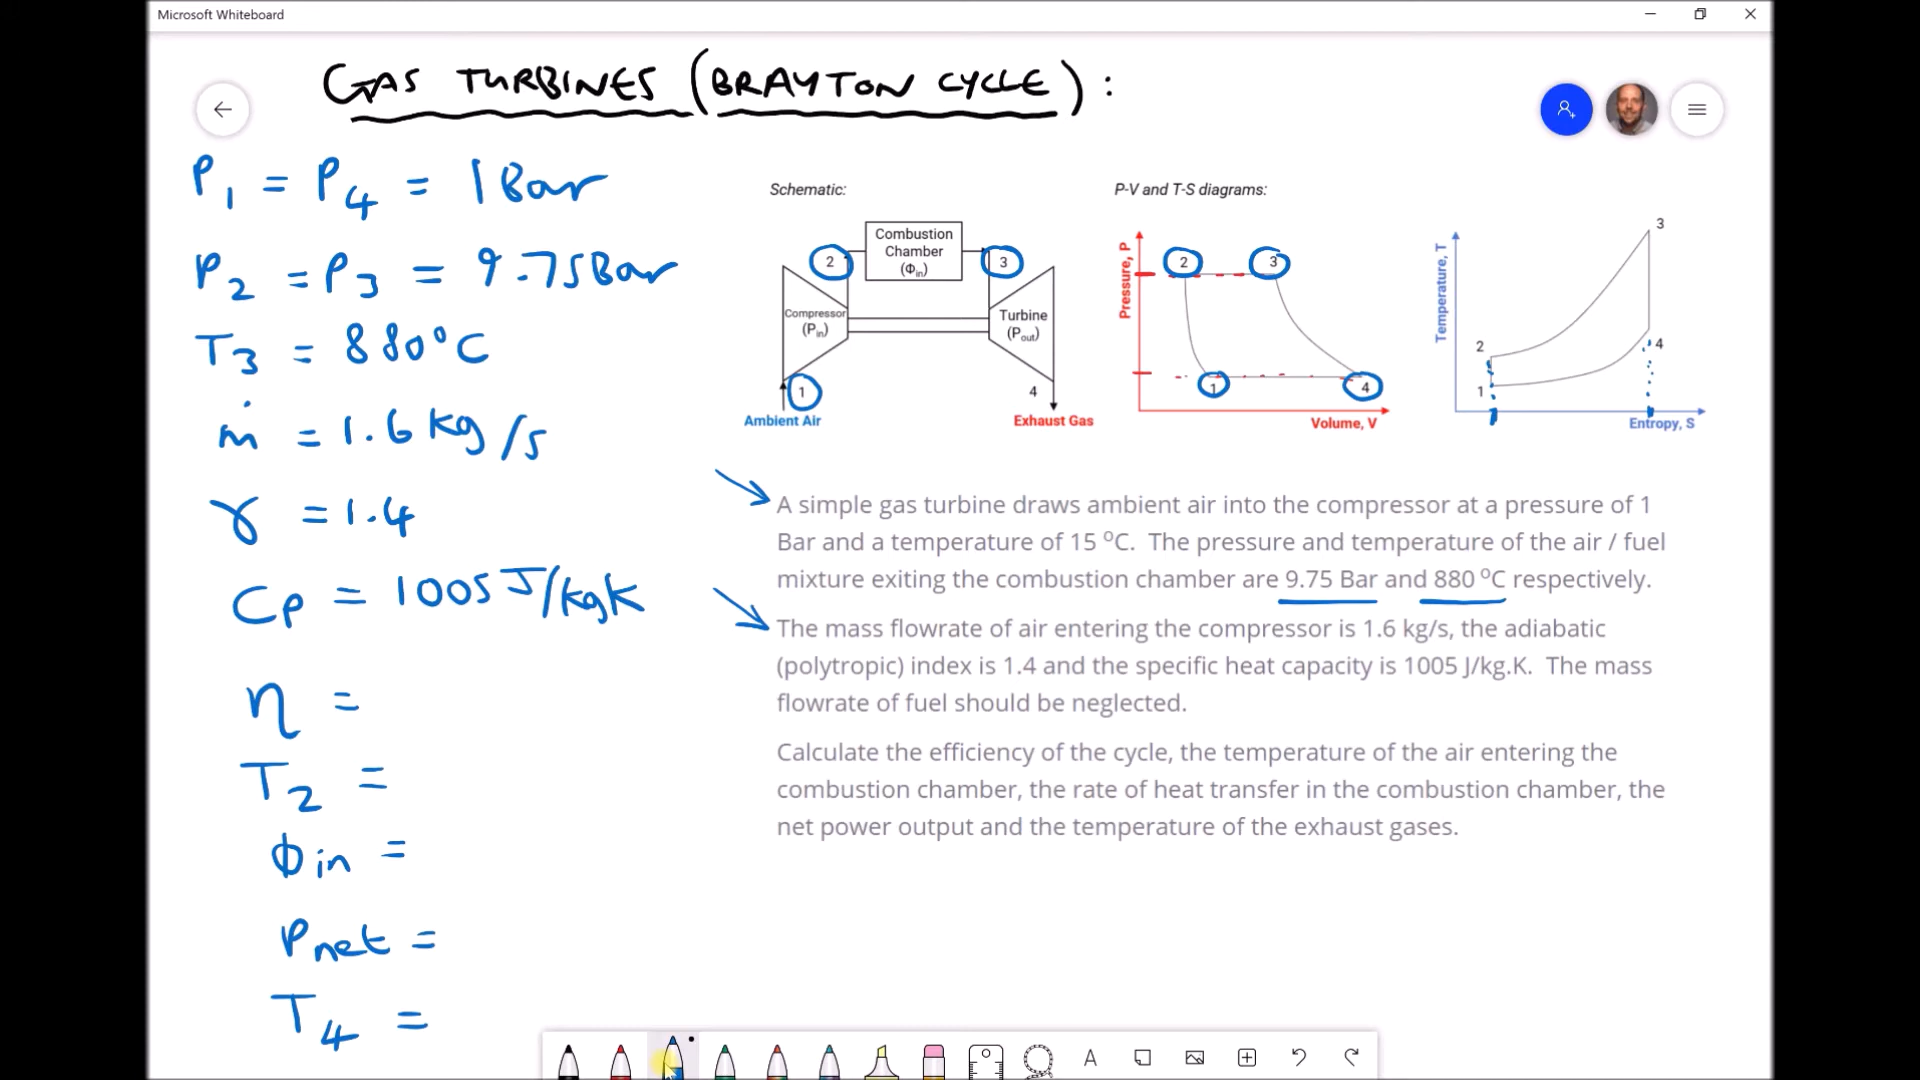 Microsoft Whiteboard
GAS TURBINES (BRAYTON CYCLE):
P1 = P4 = 1 Bar
P2 = P3 = 9.75 Bar
T3 = 880°C
ṁ = 1.6 kg/s
γ = 1.4
Cp = 1005 J/kgK
η =
T2 =
Φin =
Pnet =
T4 =
Schematic:
Combustion
Chamber
(Φin)
2
3
Compressor
(Pin)
Turbine
(Pout)
1
4
Ambient Air
Exhaust Gas
P-V and T-S diagrams:
Pressure, P
2
3
1
4
Volume, V
Temperature, T
3
2
4
1
Entropy, S
A simple gas turbine draws ambient air into the compressor at a pressure of 1
Bar and a temperature of 15 °C. The pressure and temperature of the air / fuel
mixture exiting the combustion chamber are 9.75 Bar and 880 °C respectively.
The mass flowrate of air entering the compressor is 1.6 kg/s, the adiabatic
(polytropic) index is 1.4 and the specific heat capacity is 1005 J/kg.K. The mass
flowrate of fuel should be neglected.
Calculate the efficiency of the cycle, the temperature of the air entering the
combustion chamber, the rate of heat transfer in the combustion chamber, the
net power output and the temperature of the exhaust gases.